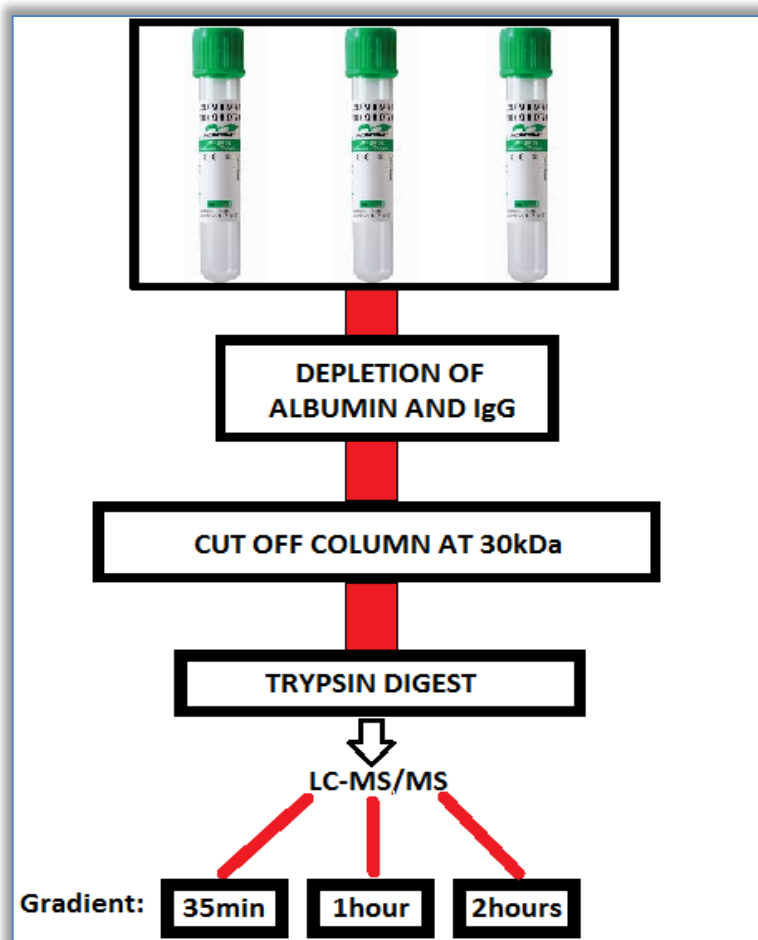 DEPLETION OF
ALBUMIN AND IgG
CUT OFF COLUMN AT 30kDa
TRYPSIN DIGEST
LC-MS/MS
Gradient: 35min 1hour 2hours